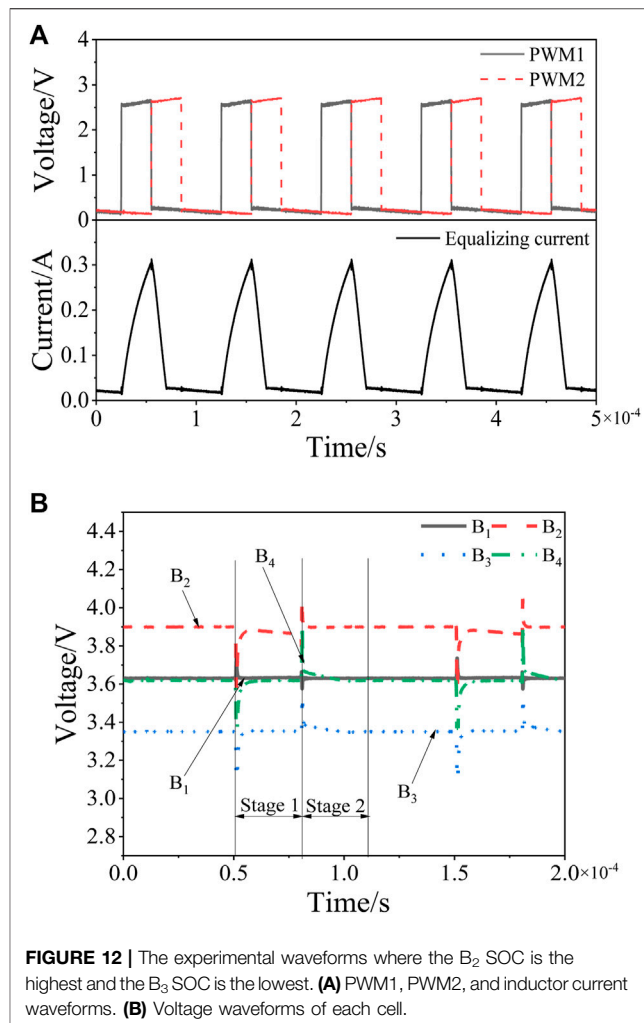 A
PWM1
PWM2
Voltage/V
4
3
2
1
0
Equalizing current
Current/A
0.3
0.2
0.1
0.0
0 1 2 3 4 5 ×10⁻⁴
Time/s
B
B₁ B₂
B₃ B₄
Voltage/V
4.4
4.2
4.0
3.8
3.6
3.4
3.2
3.0
2.8
B₂
B₄
B₁
B₃
Stage 1 Stage 2
0.0 0.5 1.0 1.5 2.0 ×10⁻⁴
Time/s
FIGURE 12 | The experimental waveforms where the B₂ SOC is the
highest and the B₃ SOC is the lowest. (A) PWM1, PWM2, and inductor current
waveforms. (B) Voltage waveforms of each cell.